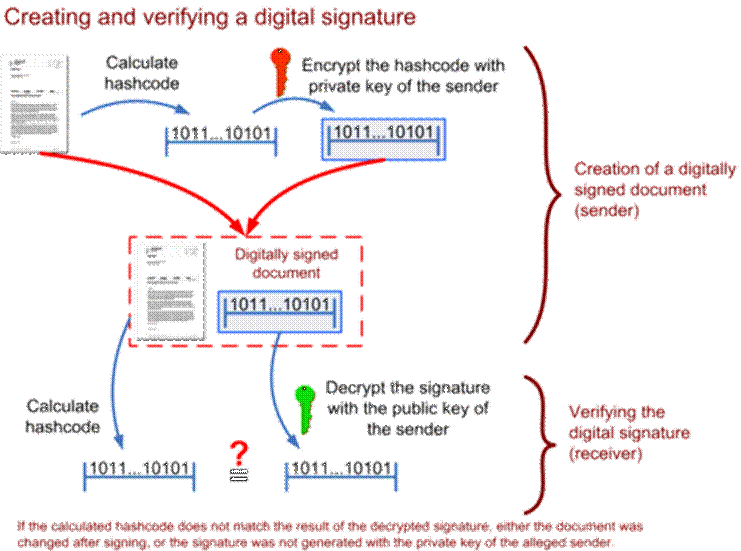 Creating and verifying a digital signature
Calculate
hashcode
Encrypt the hashcode with
private key of the sender
1011...10101
1011...10101
Creation of a digitally
signed document
(sender)
Digitally signed
document
1011...10101
Calculate
hashcode
Decrypt the signature
with the public key of
the sender
Verifying the
digital signature
(receiver)
1011...10101
?
=
1011...10101
If the calculated hashcode does not match the result of the decrypted signature, either the document was
changed after signing, or the signature was not generated with the private key of the alleged sender.